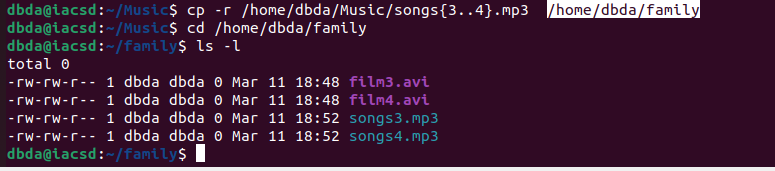 dbda@iacsd:~/Music$ cp -r /home/dbda/Music/songs{3..4}.mp3  /home/dbda/family
dbda@iacsd:~/Music$ cd /home/dbda/family
dbda@iacsd:~/family$ ls -l
total 0
-rw-rw-r-- 1 dbda dbda 0 Mar 11 18:48 film3.avi
-rw-rw-r-- 1 dbda dbda 0 Mar 11 18:48 film4.avi
-rw-rw-r-- 1 dbda dbda 0 Mar 11 18:52 songs3.mp3
-rw-rw-r-- 1 dbda dbda 0 Mar 11 18:52 songs4.mp3
dbda@iacsd:~/family$